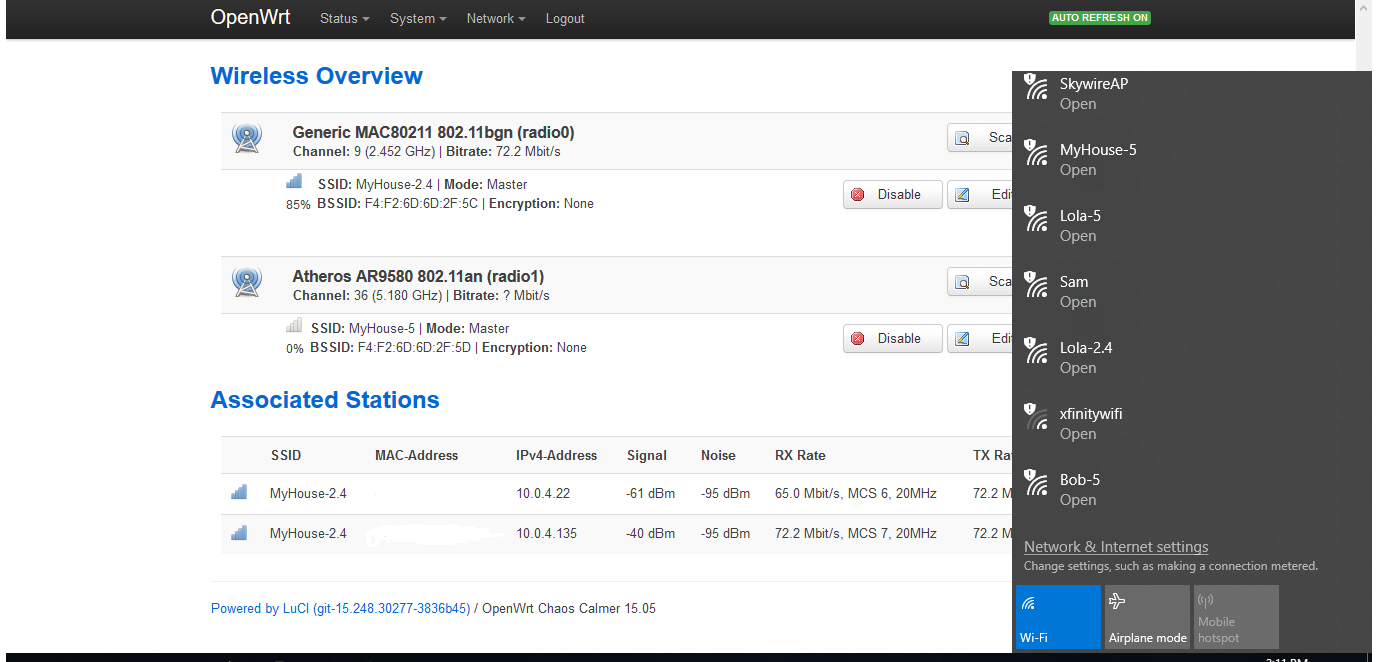 OpenWrt Status System Network Logout AUTO REFRESH ON
Wireless Overview
Generic MAC80211 802.11bgn (radio0)
Channel: 9 (2.452 GHz) | Bitrate: 72.2 Mbit/s
Sca
SSID: MyHouse-2.4 | Mode: Master
85% BSSID: F4:F2:6D:6D:2F:5C | Encryption: None
Disable Edi
Atheros AR9580 802.11an (radio1)
Channel: 36 (5.180 GHz) | Bitrate: ? Mbit/s
Sca
SSID: MyHouse-5 | Mode: Master
0% BSSID: F4:F2:6D:6D:2F:5D | Encryption: None
Disable Edi
Associated Stations
SSID MAC-Address IPv4-Address Signal Noise RX Rate TX Ra
MyHouse-2.4 10.0.4.22 -61 dBm -95 dBm 65.0 Mbit/s, MCS 6, 20MHz 72.2 M
MyHouse-2.4 10.0.4.135 -40 dBm -95 dBm 72.2 Mbit/s, MCS 7, 20MHz 72.2 M
Powered by LuCI (git-15.248.30277-3836b45) / OpenWrt Chaos Calmer 15.05
SkywireAP
Open
MyHouse-5
Open
Lola-5
Open
Sam
Open
Lola-2.4
Open
xfinitywifi
Open
Bob-5
Open
Network & Internet settings
Change settings, such as making a connection metered.
Wi-Fi
Airplane mode
Mobile
hotspot